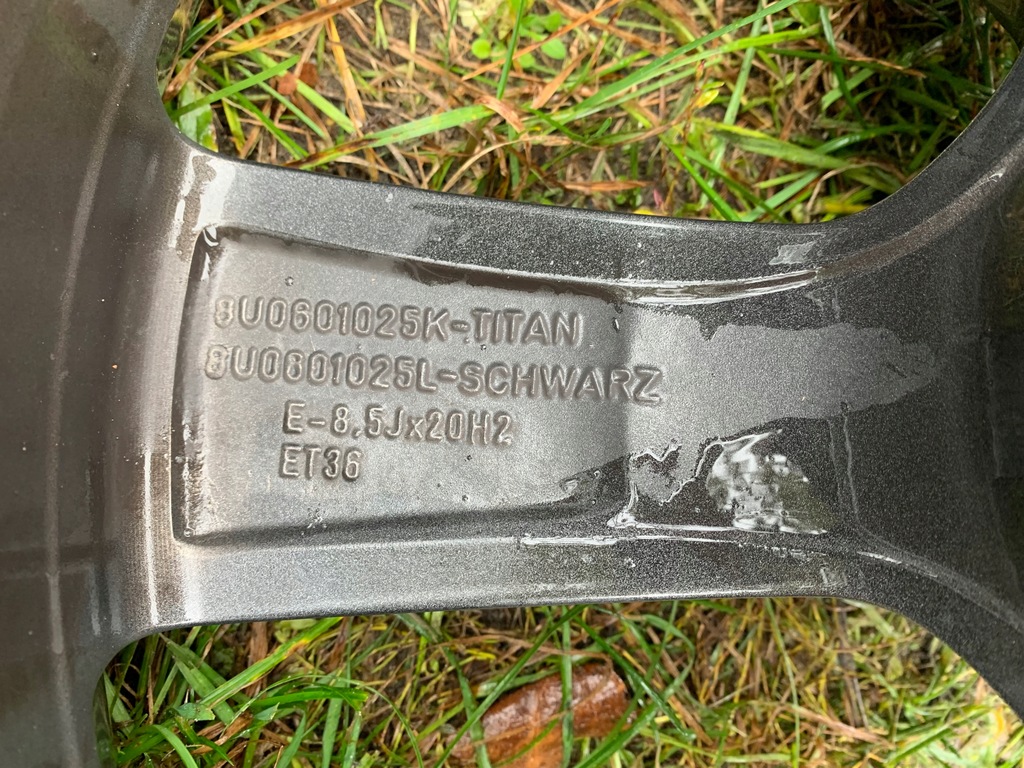 8U0601025K-TITAN
8U0601025L-SCHWARZ
E-8.5Jx20H2
ET36